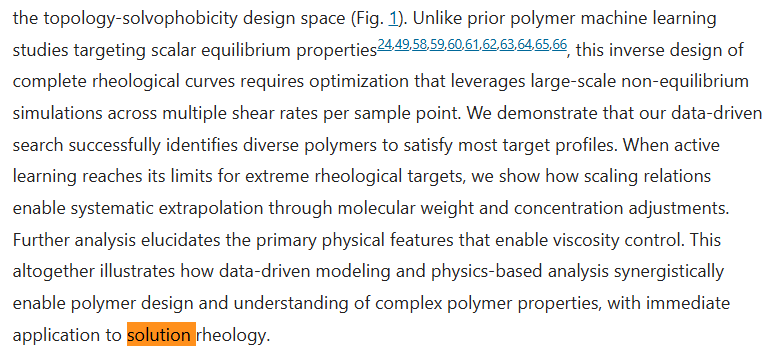 the topology-solvophobicity design space (Fig. 1). Unlike prior polymer machine learning
studies targeting scalar equilibrium properties24,49,58,59,60,61,62,63,64,65,66, this inverse design of
complete rheological curves requires optimization that leverages large-scale non-equilibrium
simulations across multiple shear rates per sample point. We demonstrate that our data-driven
search successfully identifies diverse polymers to satisfy most target profiles. When active
learning reaches its limits for extreme rheological targets, we show how scaling relations
enable systematic extrapolation through molecular weight and concentration adjustments.
Further analysis elucidates the primary physical features that enable viscosity control. This
altogether illustrates how data-driven modeling and physics-based analysis synergistically
enable polymer design and understanding of complex polymer properties, with immediate
application to solution rheology.